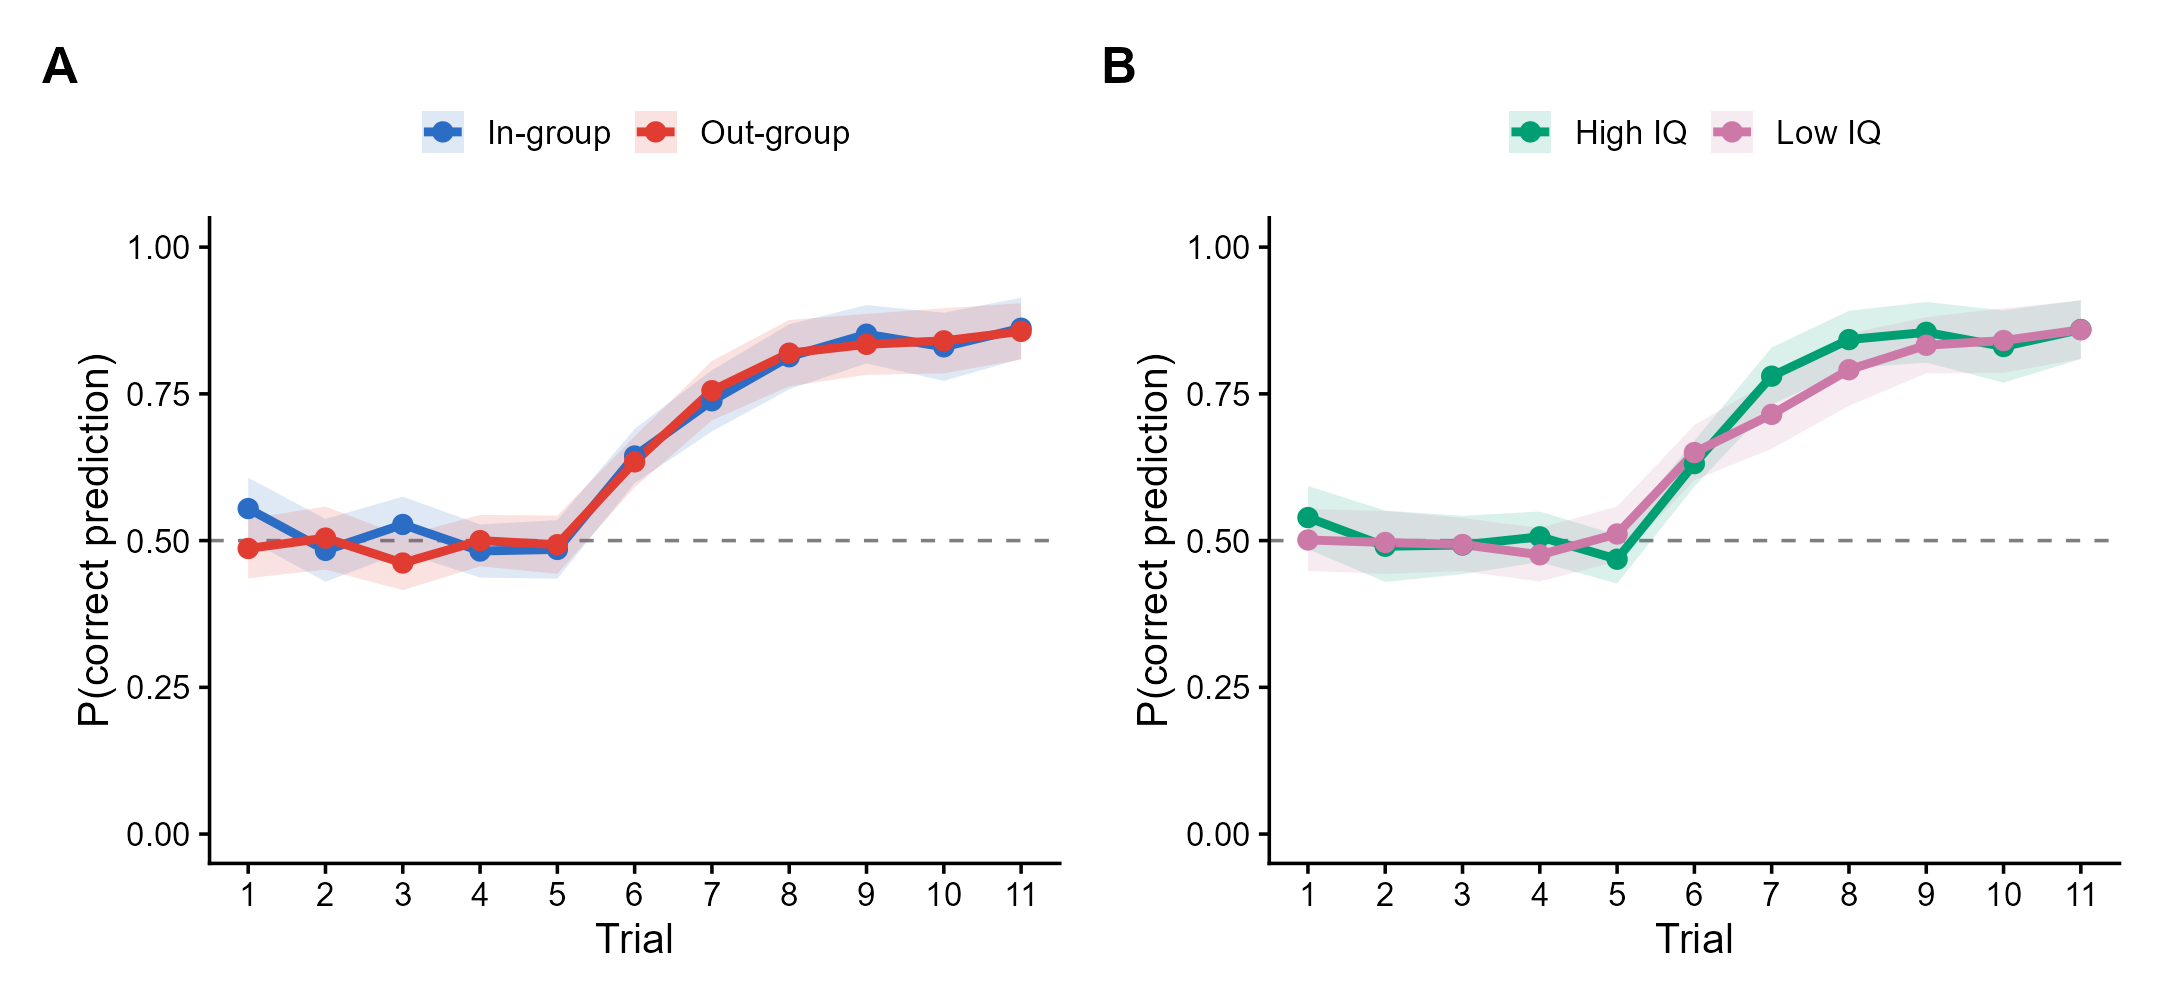 A
In-group Out-group
1.00
0.75
0.50
0.25
0.00
P(correct prediction)
1 2 3 4 5 6 7 8 9 10 11
Trial
B
High IQ Low IQ
1.00
0.75
0.50
0.25
0.00
P(correct prediction)
1 2 3 4 5 6 7 8 9 10 11
Trial